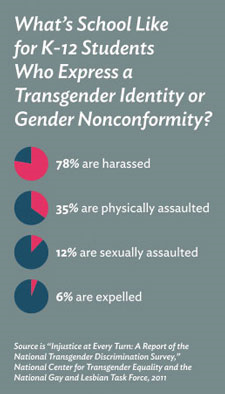 What's School Like
for K-12 Students
Who Express a
Transgender Identity or
Gender Nonconformity?
78% are harassed
35% are physically assaulted
12% are sexually assaulted
6% are expelled
Source is "Injustice at Every Turn: A Report of the
National Transgender Discrimination Survey,"
National Center for Transgender Equality and the
National Gay and Lesbian Task Force, 2011